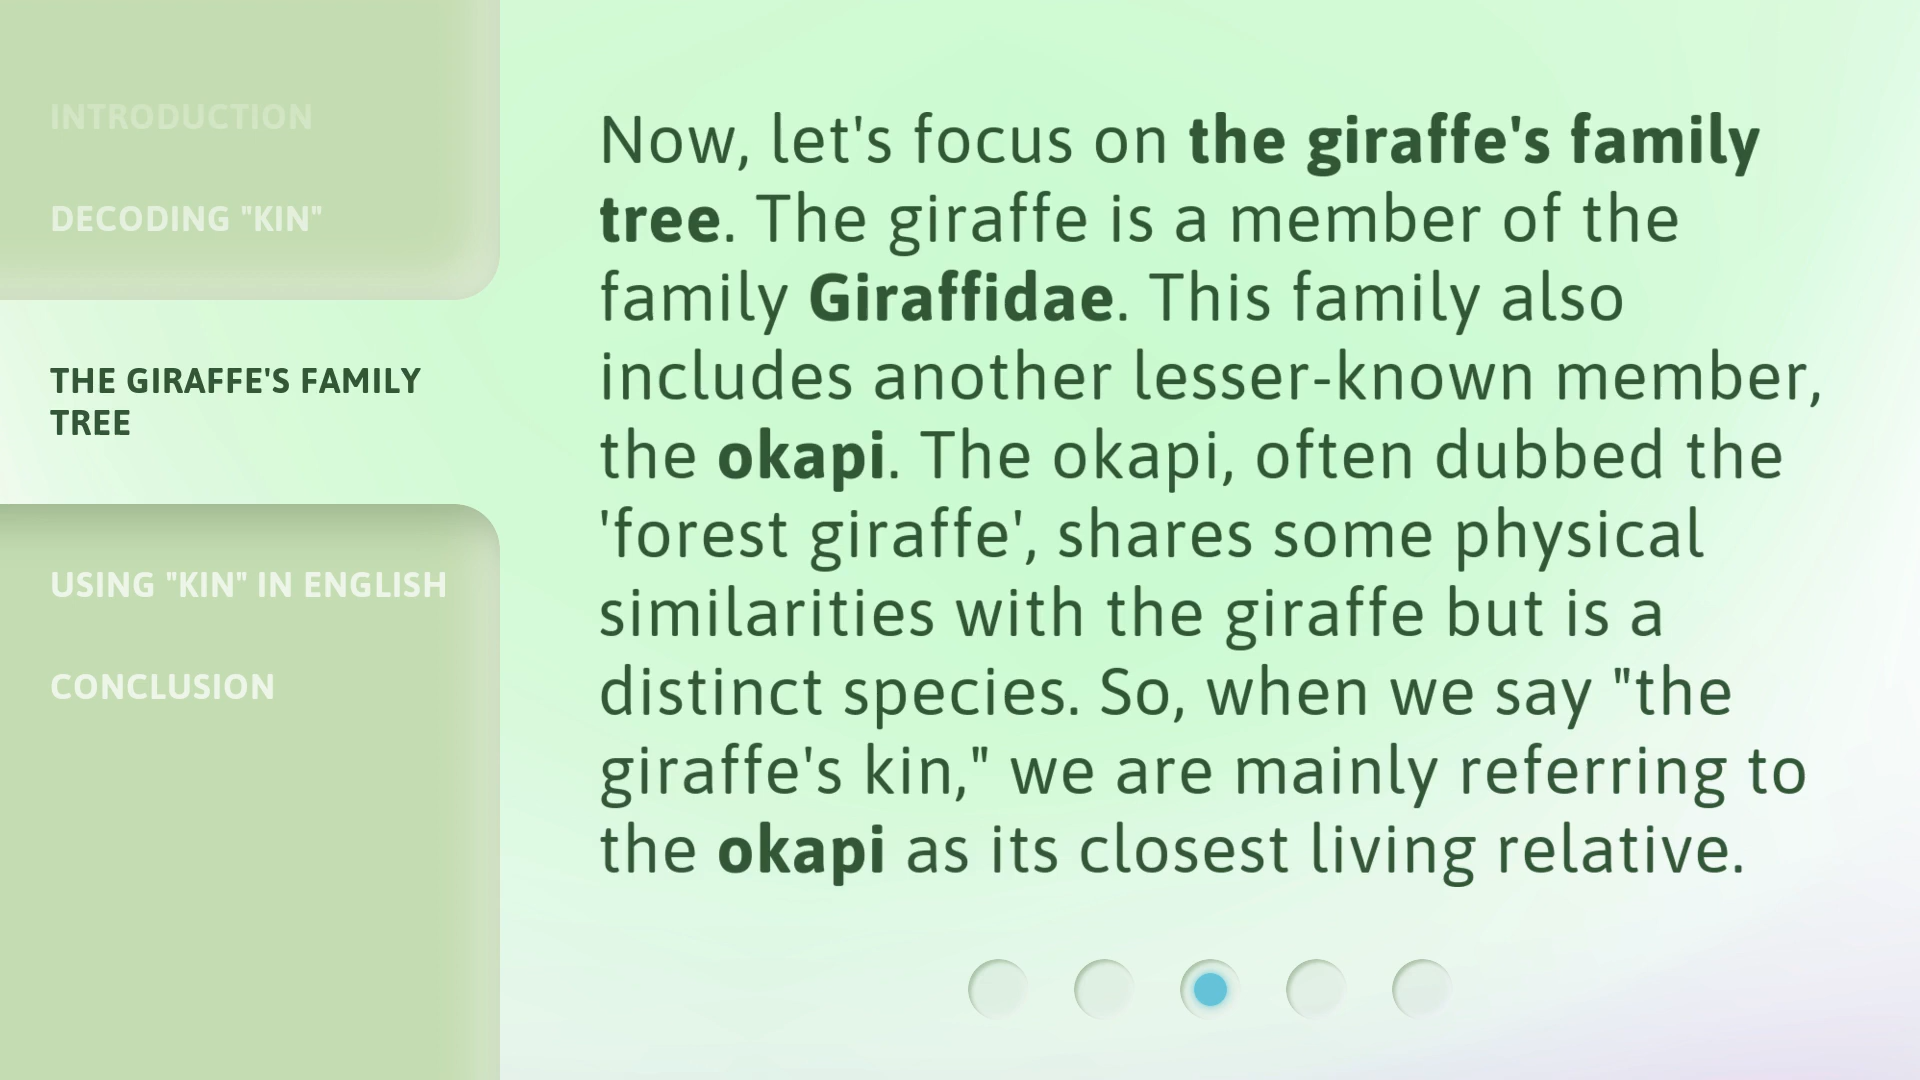 INTRODUCTION
DECODING "KIN"
THE GIRAFFE'S FAMILY
TREE
USING "KIN" IN ENGLISH
CONCLUSION
Now, let's focus on the giraffe's family
tree. The giraffe is a member of the
family Giraffidae. This family also
includes another lesser-known member,
the okapi. The okapi, often dubbed the
'forest giraffe', shares some physical
similarities with the giraffe but is a
distinct species. So, when we say "the
giraffe's kin," we are mainly referring to
the okapi as its closest living relative.